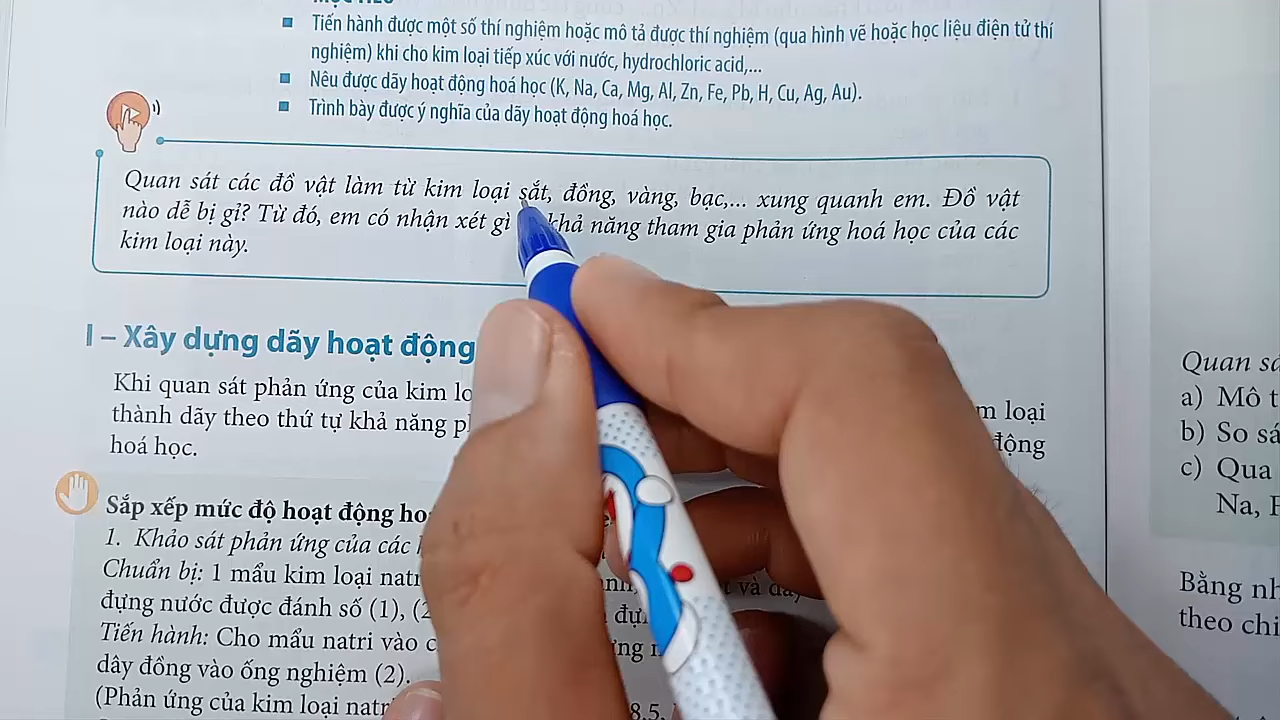 Tiến hành được một số thí nghiệm hoặc mô tả được thí nghiệm (qua hình vẽ hoặc học liệu điện tử thí
nghiệm) khi cho kim loại tiếp xúc với nước, hydrochloric acid,...
Nêu được dãy hoạt động hoá học (K, Na, Ca, Mg, Al, Zn, Fe, Pb, H, Cu, Ag, Au).
Trình bày được ý nghĩa của dãy hoạt động hoá học.
Quan sát các đồ vật làm từ kim loại sắt, đồng, vàng, bạc,... xung quanh em. Đồ vật
nào dễ bị gỉ? Từ đó, em có nhận xét gì khả năng tham gia phản ứng hoá học của các
kim loại này.
I – Xây dựng dãy hoạt động
Khi quan sát phản ứng của kim m loại
thành dãy theo thứ tự khả năng động
hoá học.
Sắp xếp mức độ hoạt động
1. Khảo sát phản ứng của các
Chuẩn bị: 1 mẩu kim loại và
đựng nước được đánh số (1),
Tiến hành: Cho mẩu natri vào
dây đồng vào ống nghiệm (2).
(Phản ứng của kim loại 8.5,
Quan
a) Mô
b) So
c) Qua
Na,
Bằng
theo